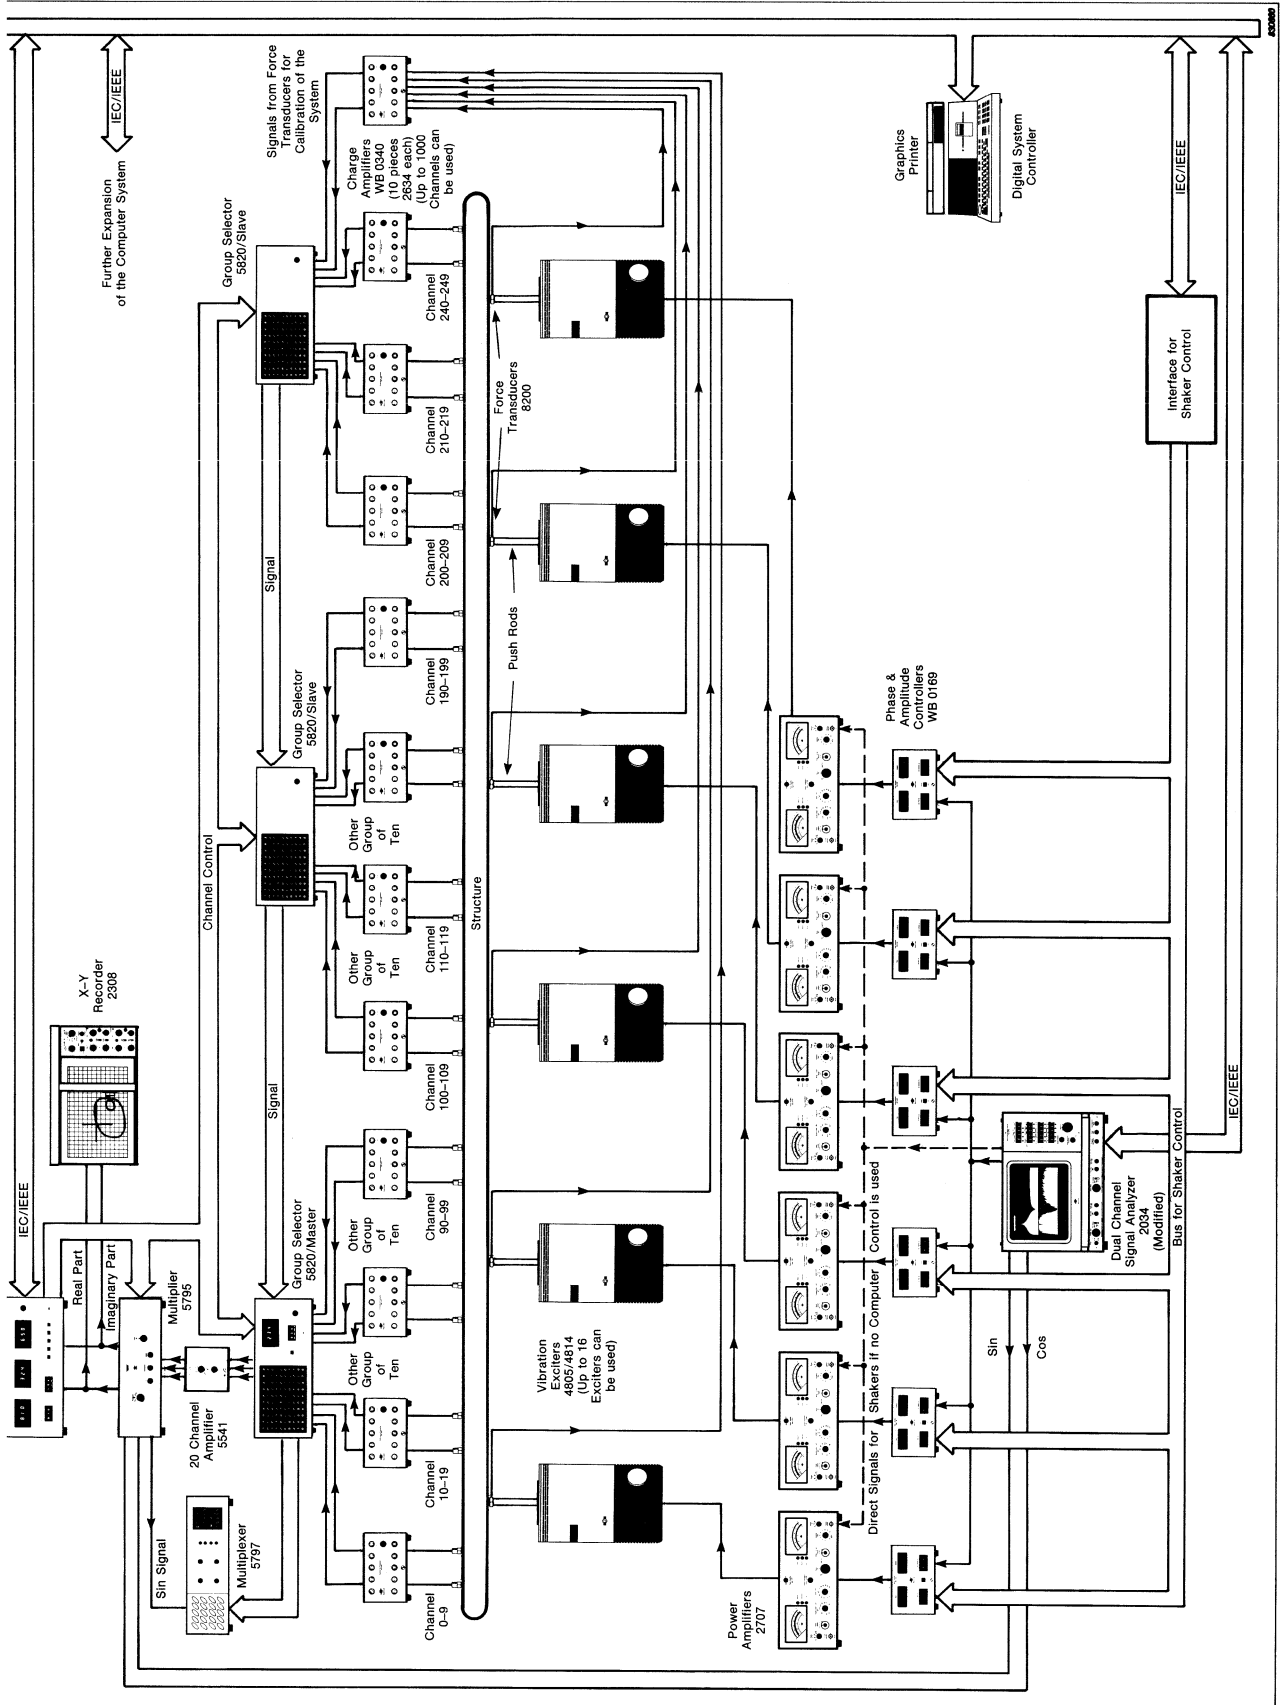 830880
IEC/IEEE
Further Expansion
of the Computer System
Signals from Force
Transducers for
Calibration of the
System
Charge
Amplifiers
WB 0340
(10 pieces
2634 each)
(Up to 1000
Channels can
be used)
Group Selector
5820/Slave
Channel
240–249
Channel
210–219
Channel
200–209
Signal
Force
Transducers
8200
Push Rods
Graphics
Printer
Digital System
Controller
IEC/IEEE
Interface for
Shaker Control
Channel Control
Group Selector
5820/Slave
Channel
190–199
Other
Group
of
Ten
Channel
110–119
Other
Group
of
Ten
Channel
100–109
Structure
Phase &
Amplitude
Controllers
WB 0169
X–Y
Recorder
2308
Signal
IEC/IEEE
Real Part
Imaginary Part
Multiplier
5795
Group Selector
5820/Master
Channel
90–99
Other
Group of
Ten
Other
Group of
Ten
20 Channel
Amplifier
5541
Channel
10–19
Sin Signal
Multiplexer
5797
Channel
0–9
Vibration
Exciters
4805/4814
(Up to 16
Exciters can
be used)
Power
Amplifiers
2707
Direct Signals for Shakers if no Computer Control is used
Dual Channel
Signal Analyzer
2034
(Modified)
Bus for Shaker Control
IEC/IEEE
Sin
Cos